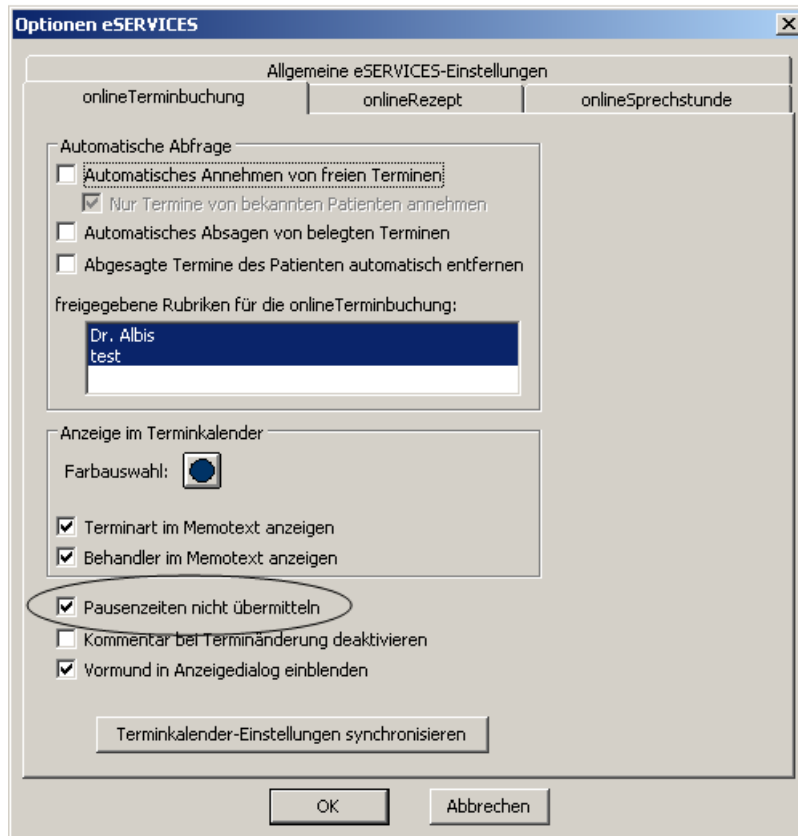 Optionen eSERVICES
Allgemeine eSERVICES-Einstellungen
onlineTerminbuchung
onlineRezept
onlineSprechstunde
Automatische Abfrage
Automatisches Annehmen von freien Terminen
Nur Termine von bekannten Patienten annehmen
Automatisches Absagen von belegten Terminen
Abgesagte Termine des Patienten automatisch entfernen
freigegebene Rubriken für die onlineTerminbuchung:
Dr. Albis
test
Anzeige im Terminkalender
Farbauswahl:
Terminart im Memotext anzeigen
Behandler im Memotext anzeigen
Pausenzeiten nicht übermitteln
Kommentar bei Terminänderung deaktivieren
Vormund in Anzeigedialog einblenden
Terminkalender-Einstellungen synchronisieren
OK
Abbrechen